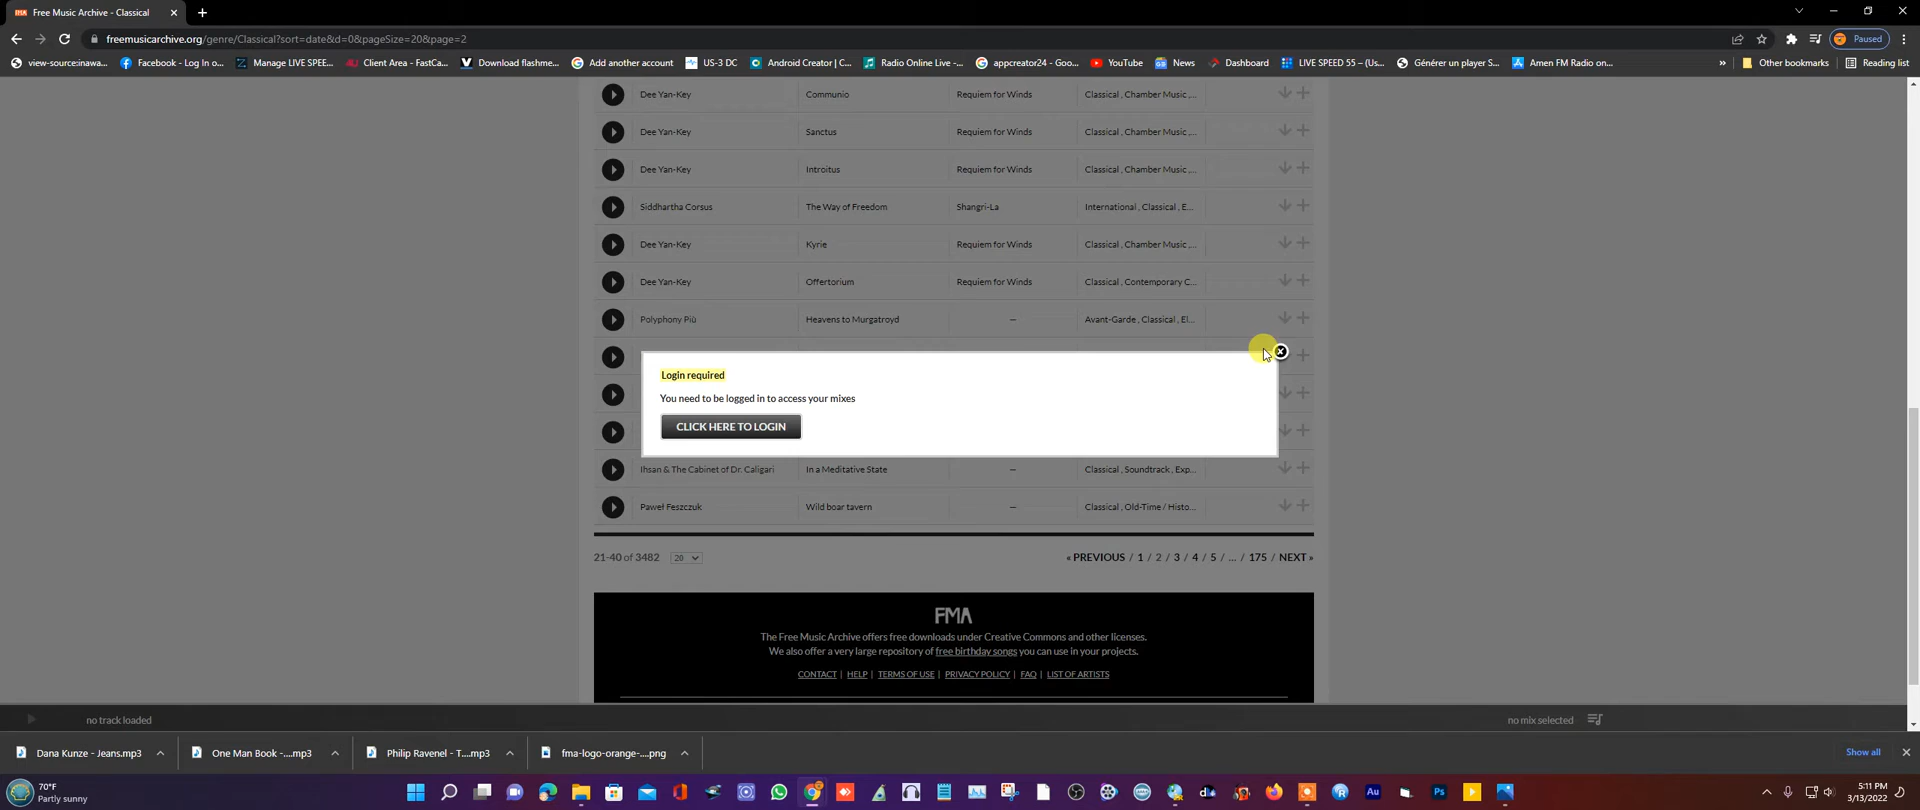 Free Music Archive - Classical
freemusicarchive.org/genre/Classical?sort=date&d=0&pageSize=20&page=2
Paused
view-source:inawa...
Facebook - Log In o...
Manage LIVE SPEE...
Client Area - FastCa...
Download flashme...
Add another account
US-3 DC
Android Creator | C...
Radio Online Live -...
appcreator24 - Goo...
YouTube
News
Dashboard
LIVE SPEED 55 – (Us...
Générer un player S...
Amen FM Radio on...
»
Other bookmarks
Reading list
Dee Yan-Key Communio Requiem for Winds Classical , Chamber Music ,...
Dee Yan-Key Sanctus Requiem for Winds Classical , Chamber Music ,...
Dee Yan-Key Introitus Requiem for Winds Classical , Chamber Music ,...
Siddhartha Corsus The Way of Freedom Shangri-La International , Classical , E...
Dee Yan-Key Kyrie Requiem for Winds Classical , Chamber Music ,...
Dee Yan-Key Offertorium Requiem for Winds Classical , Contemporary C...
Polyphony Più Heavens to Murgatroyd — Avant-Garde , Classical , El...
Login required
You need to be logged in to access your mixes
CLICK HERE TO LOGIN
Ihsan & The Cabinet of Dr. Caligari In a Meditative State — Classical , Soundtrack , Exp...
Paweł Feszczuk Wild boar tavern — Classical , Old-Time / Histo...
21-40 of 3482 20 « PREVIOUS / 1 / 2 / 3 / 4 / 5 / ... / 175 / NEXT »
FMA
The Free Music Archive offers free downloads under Creative Commons and other licenses.
We also offer a very large repository of free birthday songs you can use in your projects.
CONTACT | HELP | TERMS OF USE | PRIVACY POLICY | FAQ | LIST OF ARTISTS
no track loaded
no mix selected
Dana Kunze - Jeans.mp3
One Man Book -....mp3
Philip Ravenel - T....mp3
fma-logo-orange-....png
Show all
70°F
Partly sunny
Au
Ps
5:11 PM
3/13/2022